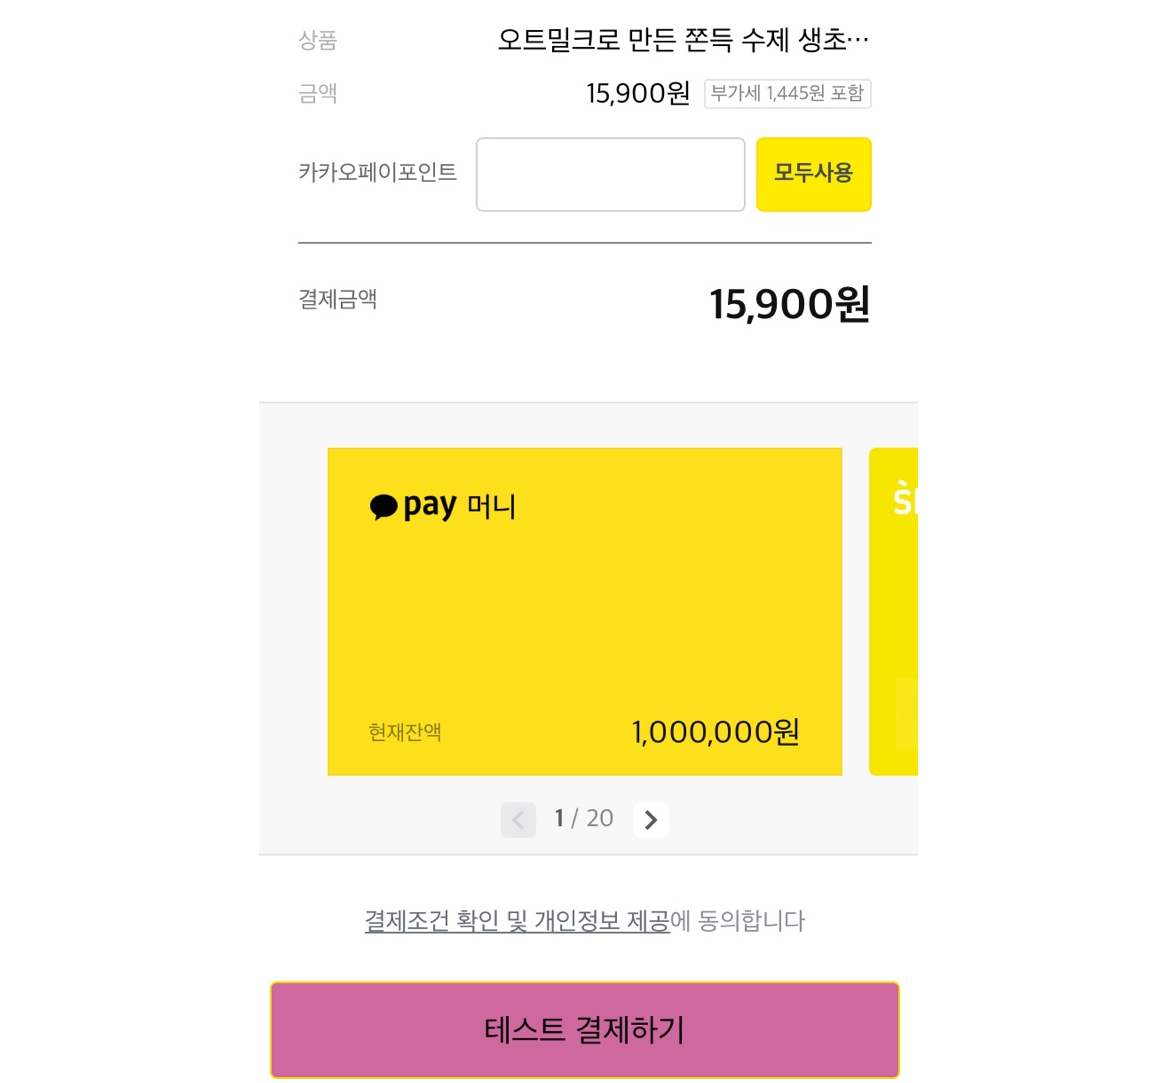 상품 오트밀크로 만든 쫀득 수제 생초…
금액 15,900원 부가세 1,445원 포함
카카오페이포인트 모두사용
결제금액 15,900원
pay 머니
현재잔액 1,000,000원
1 / 20
결제조건 확인 및 개인정보 제공에 동의합니다
테스트 결제하기